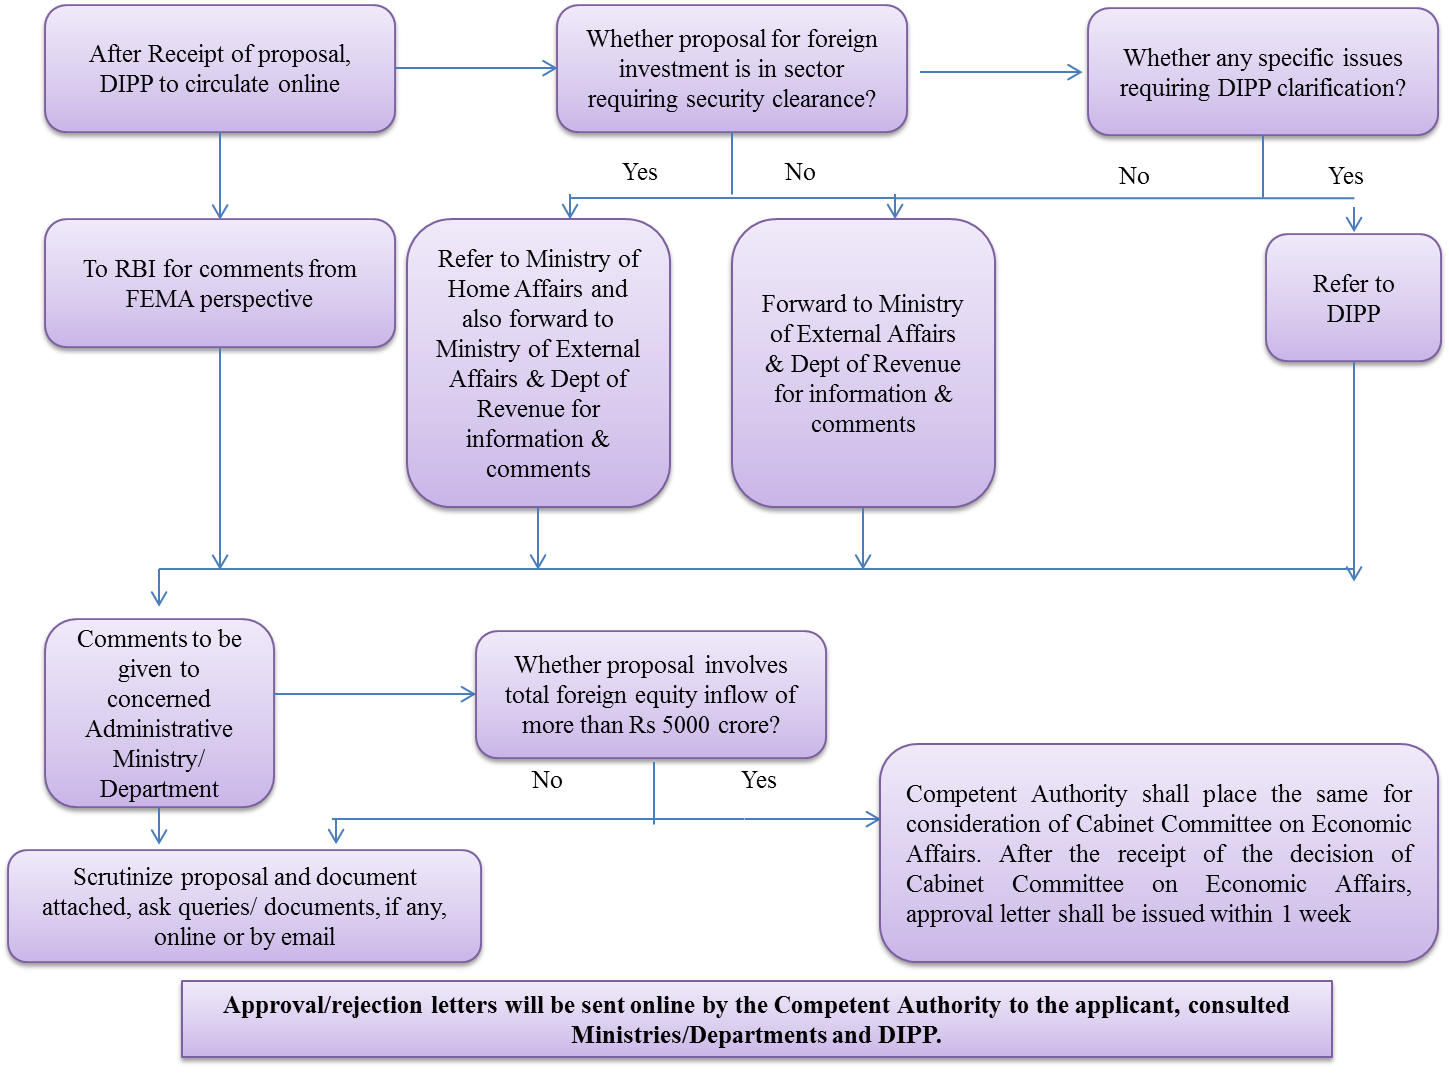 After Receipt of proposal,
DIPP to circulate online
Whether proposal for foreign
investment is in sector
requiring security clearance?
Whether any specific issues
requiring DIPP clarification?
Yes
No
No
Yes
To RBI for comments from
FEMA perspective
Refer to Ministry of
Home Affairs and
also forward to
Ministry of External
Affairs & Dept of
Revenue for
information &
comments
Forward to Ministry
of External Affairs
& Dept of Revenue
for information &
comments
Refer to
DIPP
Comments to be
given to
concerned
Administrative
Ministry/
Department
Whether proposal involves
total foreign equity inflow of
more than Rs 5000 crore?
No
Yes
Scrutinize proposal and document
attached, ask queries/ documents, if any,
online or by email
Competent Authority shall place the same for
consideration of Cabinet Committee on Economic
Affairs. After the receipt of the decision of
Cabinet Committee on Economic Affairs,
approval letter shall be issued within 1 week
Approval/rejection letters will be sent online by the Competent Authority to the applicant, consulted
Ministries/Departments and DIPP.